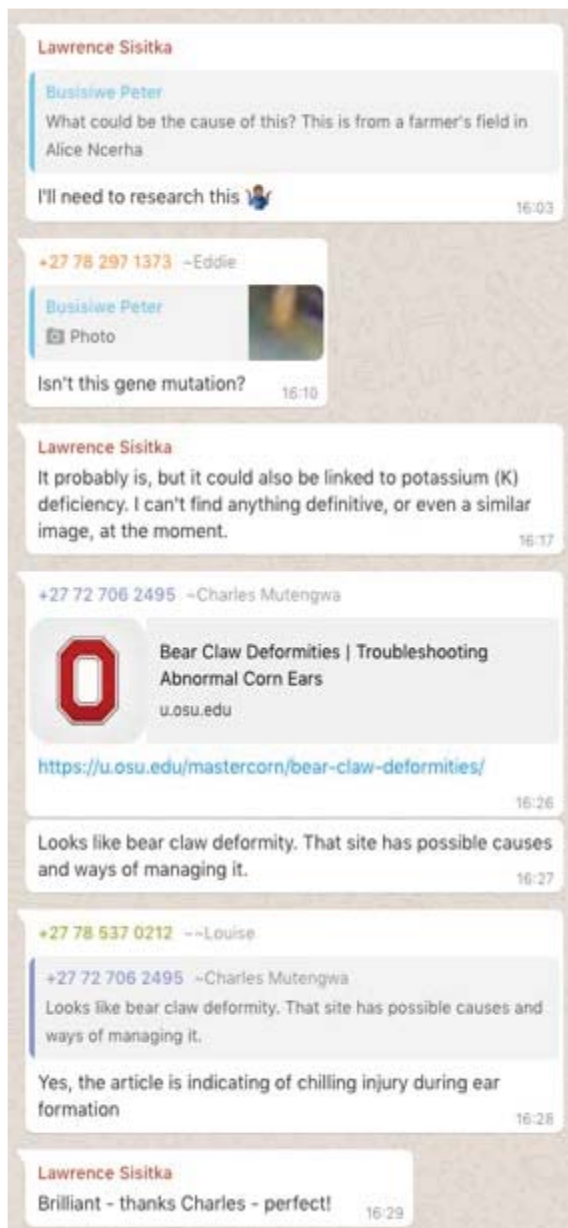 Lawrence Sisitka
Busisiwe Peter
What could be the cause of this? This is from a farmer's field in
Alice Ncerha
I'll need to research this 🤷🏽‍♂️
16:03
+27 78 297 1373 ~Eddie
Busisiwe Peter
Photo
Isn't this gene mutation?
16:10
Lawrence Sisitka
It probably is, but it could also be linked to potassium (K)
deficiency. I can't find anything definitive, or even a similar
image, at the moment.
16:17
+27 72 706 2495 ~Charles Mutengwa
Bear Claw Deformities | Troubleshooting
Abnormal Corn Ears
u.osu.edu
https://u.osu.edu/mastercorn/bear-claw-deformities/
16:26
Looks like bear claw deformity. That site has possible causes
and ways of managing it.
16:27
+27 78 537 0212 ~~Louise
+27 72 706 2495 ~Charles Mutengwa
Looks like bear claw deformity. That site has possible causes and
ways of managing it.
Yes, the article is indicating of chilling injury during ear
formation
16:28
Lawrence Sisitka
Brilliant - thanks Charles - perfect!
16:29